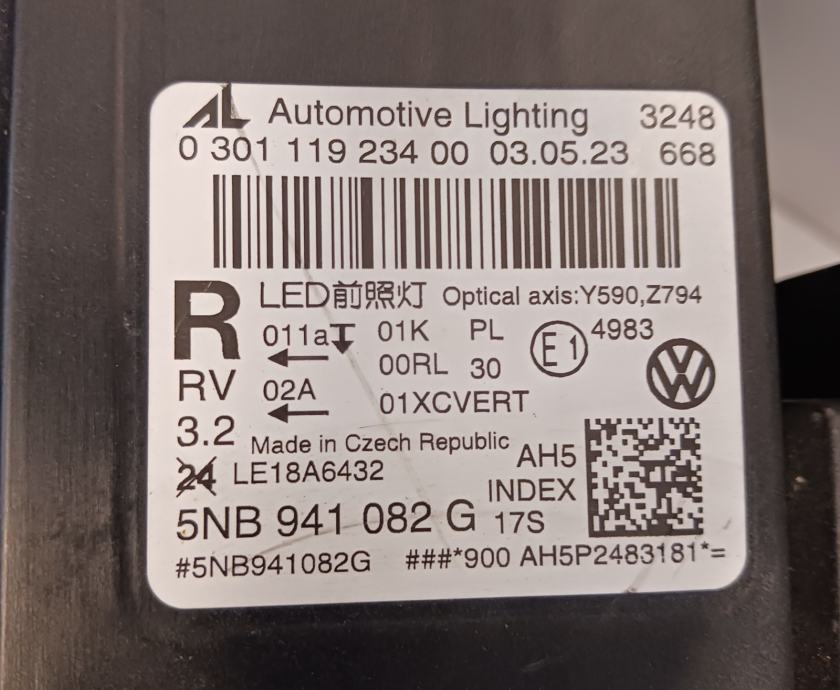 AL Automotive Lighting 3248
0 301 119 234 00 03.05.23 668
R LED前照灯 Optical axis:Y590,Z794
011a 01K PL E1 4983
00RL 30
RV 02A 01XCVERT
3.2 Made in Czech Republic AH5
24 LE18A6432 INDEX
5NB 941 082 G 17S
#5NB941082G ###*900 AH5P2483181*=